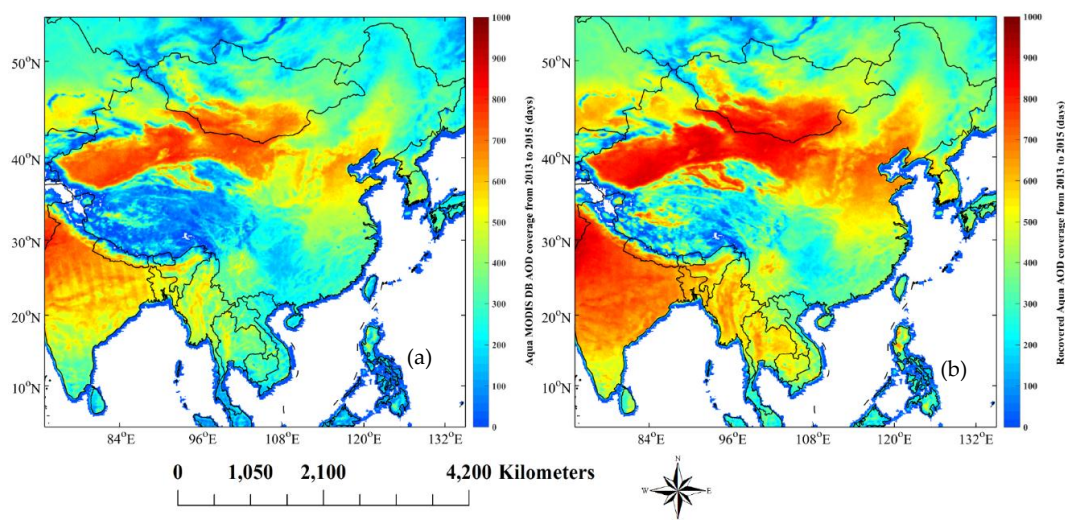 50°N
40°N
30°N
20°N
10°N
84°E
96°E
108°E
120°E
132°E
(a)
1000
900
800
700
600
500
400
300
200
100
0
Aqua MODIS DB AOD coverage from 2013 to 2015 (days)
50°N
40°N
30°N
20°N
10°N
84°E
96°E
108°E
120°E
132°E
(b)
1000
900
800
700
600
500
400
300
200
100
0
Rocovered Aqua AOD coverage from 2013 to 2015 (days)
0 1,050 2,100 4,200 Kilometers
N
W E
S